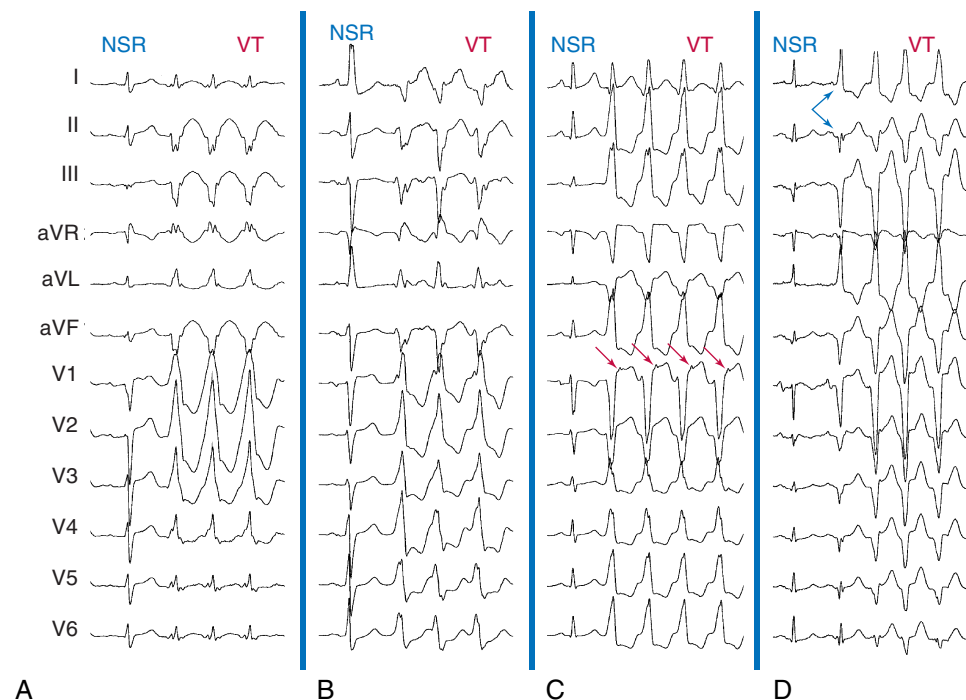 NSR VT NSR VT NSR VT NSR VT
I
II
III
aVR
aVL
aVF
V1
V2
V3
V4
V5
V6
A B C D